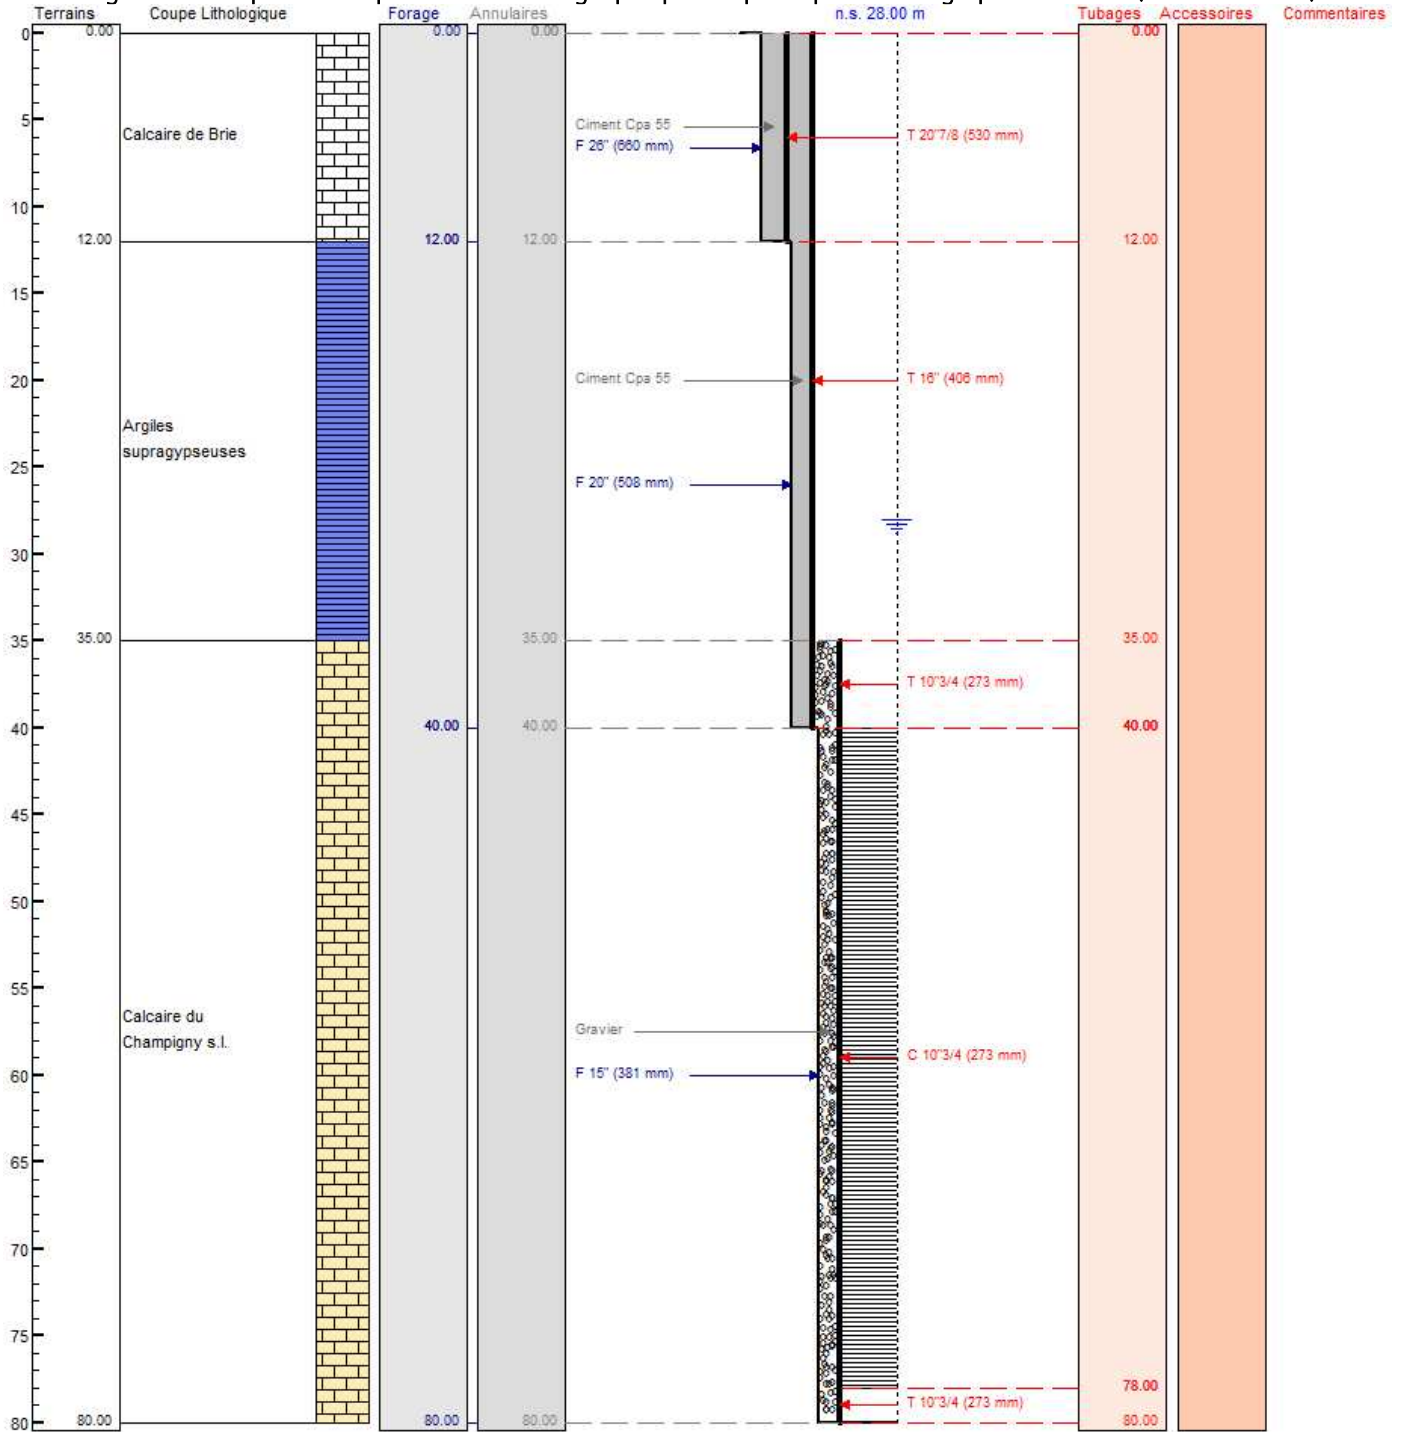 Terrains Coupe Lithologique Forage Annulaires n.s. 28.00 m Tubages Accessoires Commentaires
0 0.00 0.00 0.00 0.00
5
Ciment Cpa 55
Calcaire de Brie T 20"7/8 (530 mm)
F 26" (660 mm)
10
12.00 12.00 12.00 12.00
15
20 Ciment Cpa 55 T 16" (406 mm)
Argiles
supragypseuses
25
F 20" (508 mm)
30
35 35.00 35.00 35.00
T 10"3/4 (273 mm)
40 40.00 40.00 40.00
45
50
55
Calcaire du
Champigny s.l.
Gravier
C 10"3/4 (273 mm)
60 F 15" (381 mm)
65
70
75
78.00
T 10"3/4 (273 mm)
80 80.00 80.00 80.00 80.00